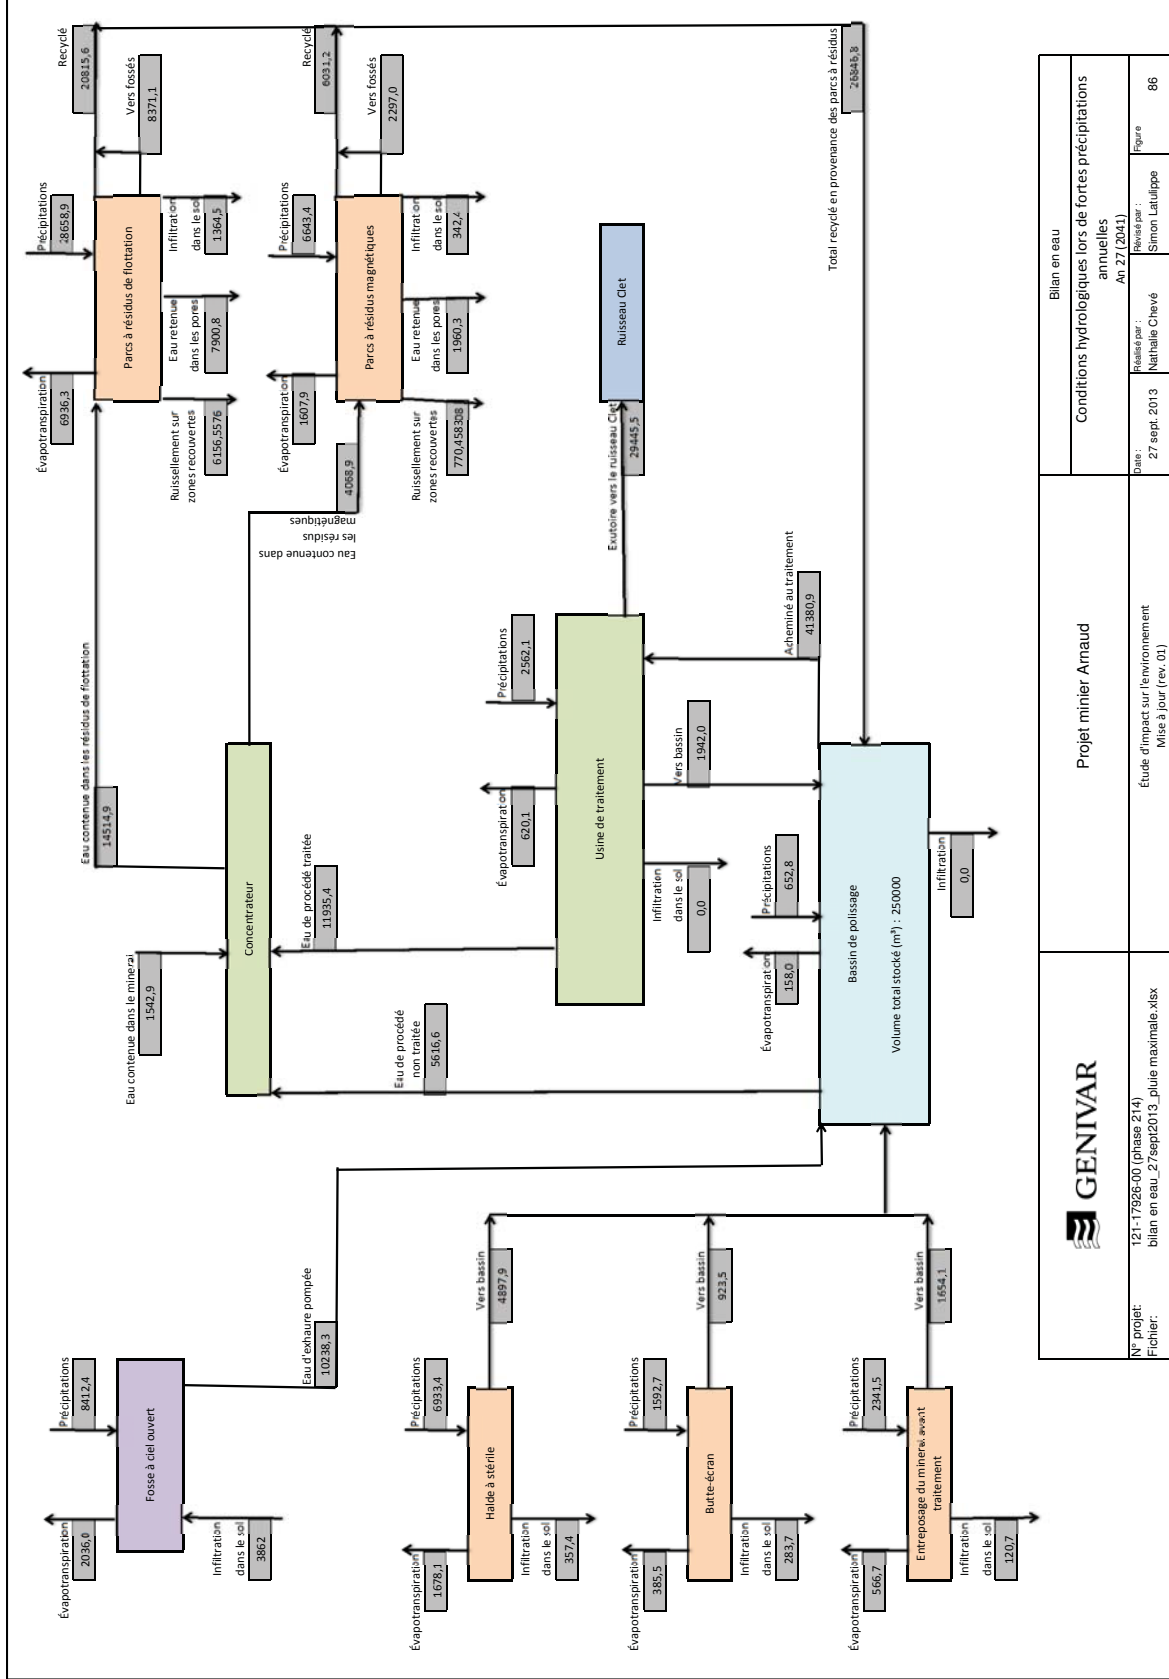 Évapotranspiration
2036,0
Précipitations
8412,4
Fosse à ciel ouvert
Infiltration
dans le sol
3862
Eau d'exhaure pompée
10238,3
Évapotranspiration
1678,1
Précipitations
6933,4
Halde à stérile
Infiltration
dans le sol
357,4
Vers bassin
4897,9
Évapotranspiration
385,5
Précipitations
1592,7
Butte-écran
Infiltration
dans le sol
283,7
Vers bassin
923,5
Évapotranspiration
566,7
Précipitations
2341,5
Entreposage du minerai avant
traitement
Infiltration
dans le sol
120,7
Vers bassin
1654,1
Eau contenue dans le minerai
1542,9
Concentrateur
Eau contenue dans les résidus de flottation
14514,9
Eau de procédé
non traitée
5616,6
Eau de procédé traitée
11935,4
Eau contenue dans
les résidus
magnétiques
4068,9
Évapotranspiration
620,1
Précipitations
2562,1
Usine de traitement
Infiltration
dans le sol
0,0
Vers bassin
1942,0
Acheminé au traitement
41380,9
Exutoire vers le ruisseau Clet
29445,5
Ruisseau Clet
Évapotranspiration
158,0
Précipitations
652,8
Bassin de polissage
Volume total stocké (m³) : 250000
Infiltration
0,0
Évapotranspiration
6936,3
Précipitations
28658,9
Parcs à résidus de flottation
Ruissellement sur
zones recouvertes
6156,5576
Eau retenue
dans les pores
7900,8
Infiltration
dans le sol
1364,5
Recyclé
20815,6
Vers fossés
8371,1
Évapotranspiration
1607,9
Précipitations
6643,4
Parcs à résidus magnétiques
Ruissellement sur
zones recouvertes
770,458308
Eau retenue
dans les pores
1960,3
Infiltration
dans le sol
342,4
Recyclé
6031,2
Vers fossés
2297,0
Total recyclé en provenance des parcs à résidus
26846,8
GENIVAR
N° projet: 121-17926-00 (phase 214)
Fichier: bilan en eau_27sept2013_pluie maximale.xlsx
Projet minier Arnaud
Étude d'impact sur l'environnement
Mise à jour (rev. 01)
Bilan en eau
Conditions hydrologiques lors de fortes précipitations
annuelles
An 27 (2041)
Date : 27 sept. 2013
Réalisé par : Nathalie Chevé
Révisé par : Simon Latulippe
Figure 86